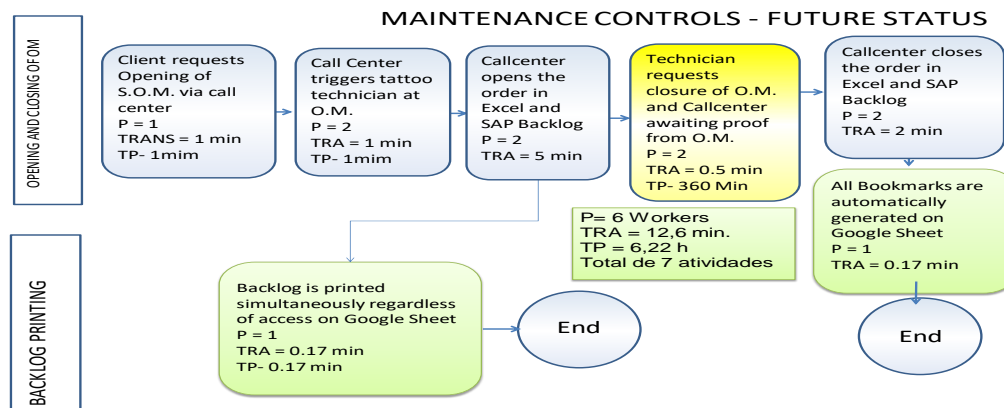 MAINTENANCE CONTROLS - FUTURE STATUS
OPENING AND CLOSING OF OM
Client requests
Opening of
S.O.M. via call
center
P = 1
TRANS = 1 min
TP- 1mim
Call Center
triggers tattoo
technician at
O.M.
P = 2
TRA = 1 min
TP- 1mim
Callcenter
opens the
order in
Excel and
SAP Backlog
P = 2
TRA = 5 min
Technician
requests
closure of O.M.
and Callcenter
awaiting proof
from O.M.
P = 2
TRA = 0.5 min
TP- 360 Min
Callcenter closes
the order in
Excel and SAP
Backlog
P = 2
TRA = 2 min
All Bookmarks are
automatically
generated on
Google Sheet
P = 1
TRA = 0.17 min
P= 6 Workers
TRA = 12,6 min.
TP = 6,22 h
Total de 7 atividades
BACKLOG PRINTING
Backlog is printed
simultaneously regardless
of access on Google Sheet
P = 1
TRA = 0.17 min
TP- 0.17 min
End
End